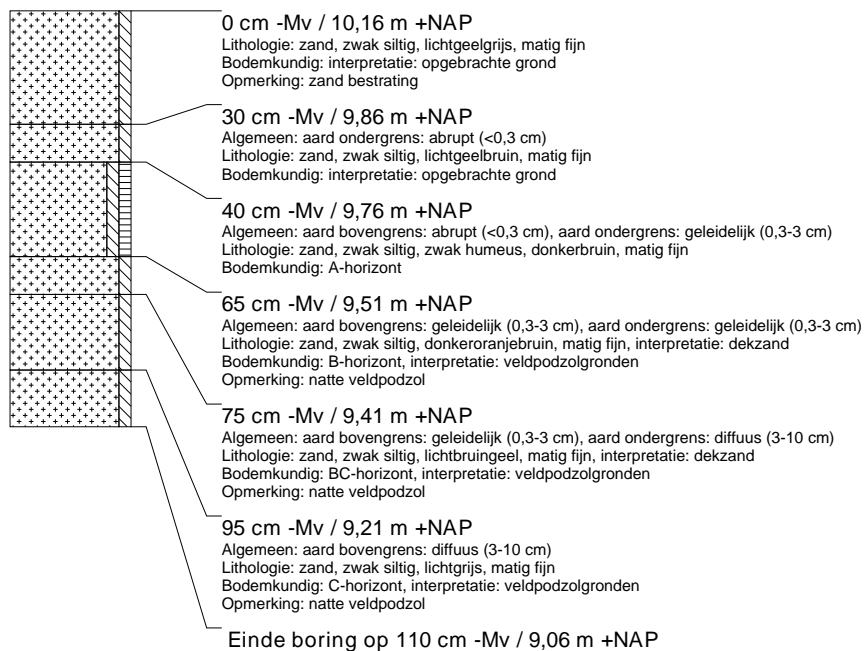 0 cm -Mv / 10,16 m +NAP
Lithologie: zand, zwak siltig, lichtgeelgrijs, matig fijn
Bodemkundig: interpretatie: opgebrachte grond
Opmerking: zand bestrating
30 cm -Mv / 9,86 m +NAP
Algemeen: aard ondergrens: abrupt (<0,3 cm)
Lithologie: zand, zwak siltig, lichtgeelbruin, matig fijn
Bodemkundig: interpretatie: opgebrachte grond
40 cm -Mv / 9,76 m +NAP
Algemeen: aard bovengrens: abrupt (<0,3 cm), aard ondergrens: geleidelijk (0,3-3 cm)
Lithologie: zand, zwak siltig, zwak humeus, donkerbruin, matig fijn
Bodemkundig: A-horizont
65 cm -Mv / 9,51 m +NAP
Algemeen: aard bovengrens: geleidelijk (0,3-3 cm), aard ondergrens: geleidelijk (0,3-3 cm)
Lithologie: zand, zwak siltig, donkeroranjebruin, matig fijn, interpretatie: dekzand
Bodemkundig: B-horizont, interpretatie: veldpodzolgronden
Opmerking: natte veldpodzol
75 cm -Mv / 9,41 m +NAP
Algemeen: aard bovengrens: geleidelijk (0,3-3 cm), aard ondergrens: diffuus (3-10 cm)
Lithologie: zand, zwak siltig, lichtbruingeel, matig fijn, interpretatie: dekzand
Bodemkundig: BC-horizont, interpretatie: veldpodzolgronden
Opmerking: natte veldpodzol
95 cm -Mv / 9,21 m +NAP
Algemeen: aard bovengrens: diffuus (3-10 cm)
Lithologie: zand, zwak siltig, lichtgrijs, matig fijn
Bodemkundig: C-horizont, interpretatie: veldpodzolgronden
Opmerking: natte veldpodzol
Einde boring op 110 cm -Mv / 9,06 m +NAP